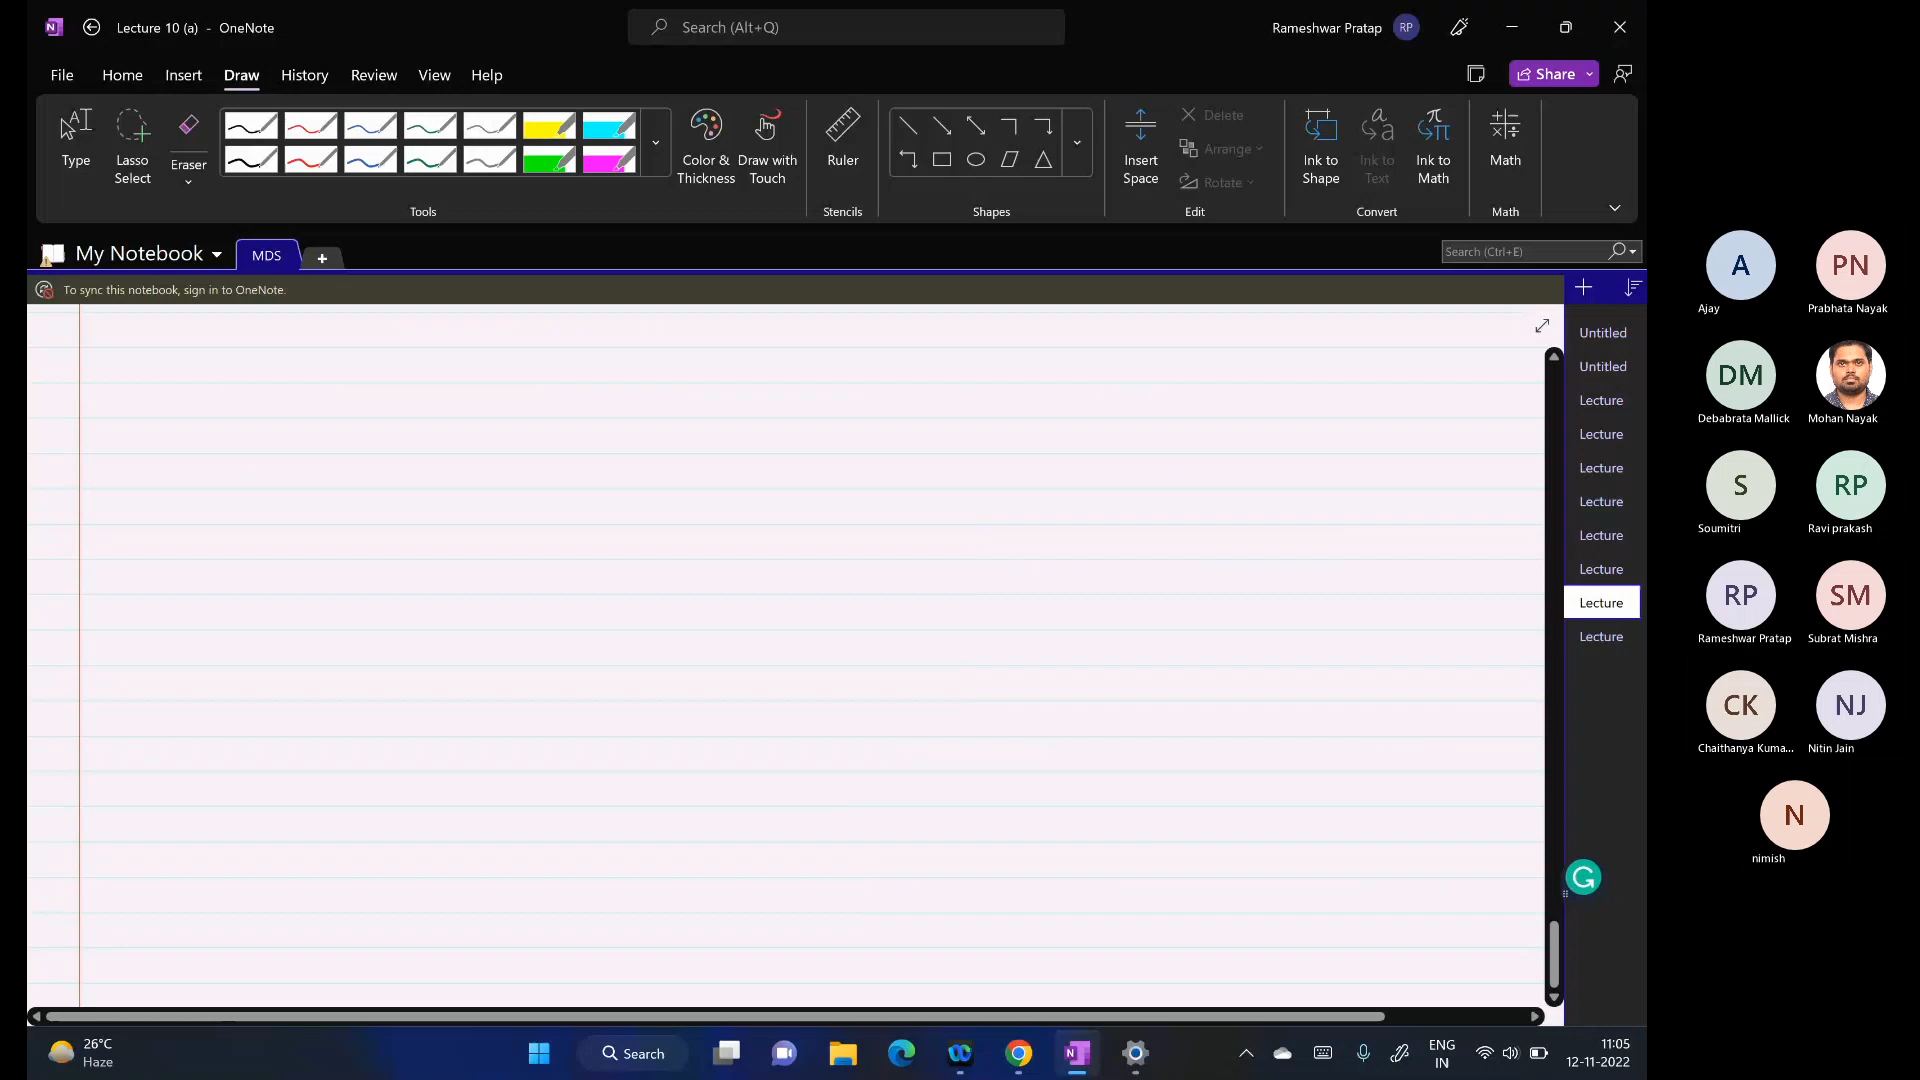 Lecture 10 (a) - OneNote
Search (Alt+Q)
Rameshwar Pratap
RP
File
Home
Insert
Draw
History
Review
View
Help
Share
Type
Lasso Select
Eraser
Color & Thickness
Draw with Touch
Tools
Ruler
Stencils
Shapes
Insert Space
Delete
Arrange
Rotate
Edit
Ink to Shape
Ink to Text
Ink to Math
Convert
Math
Math
My Notebook
MDS
Search (Ctrl+E)
To sync this notebook, sign in to OneNote.
Untitled
Untitled
Lecture
Lecture
Lecture
Lecture
Lecture
Lecture
Lecture
Lecture
A
Ajay
PN
Prabhata Nayak
DM
Debabrata Mallick
Mohan Nayak
S
Soumitri
RP
Ravi prakash
RP
Rameshwar Pratap
SM
Subrat Mishra
CK
Chaithanya Kuma...
NJ
Nitin Jain
N
nimish
26°C
Haze
Search
ENG
IN
11:05
12-11-2022